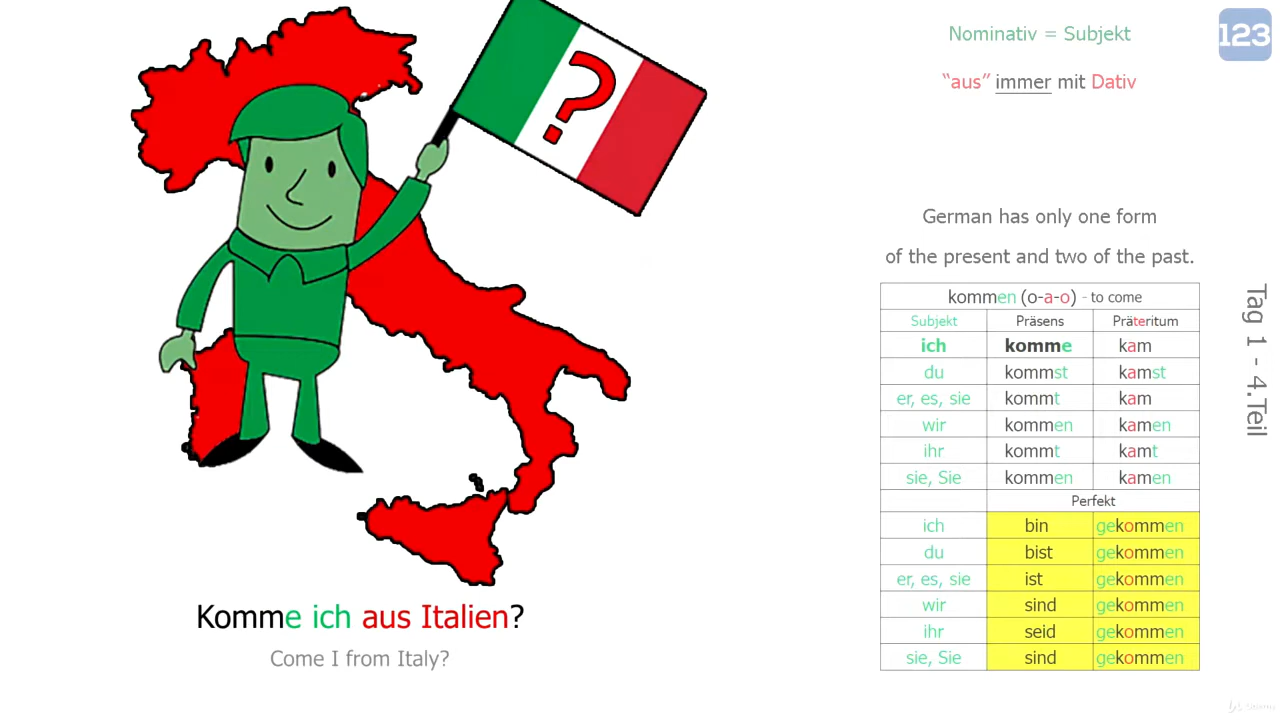 ?
Komme ich aus Italien?
Come I from Italy?
Nominativ = Subjekt
“aus” immer mit Dativ
123
German has only one form
of the present and two of the past.
kommen (o-a-o) - to come
Subjekt Präsens Präteritum
ich komme kam
du kommst kamst
er, es, sie kommt kam
wir kommen kamen
ihr kommt kamt
sie, Sie kommen kamen
Perfekt
ich bin gekommen
du bist gekommen
er, es, sie ist gekommen
wir sind gekommen
ihr seid gekommen
sie, Sie sind gekommen
Tag 1 - 4.Teil